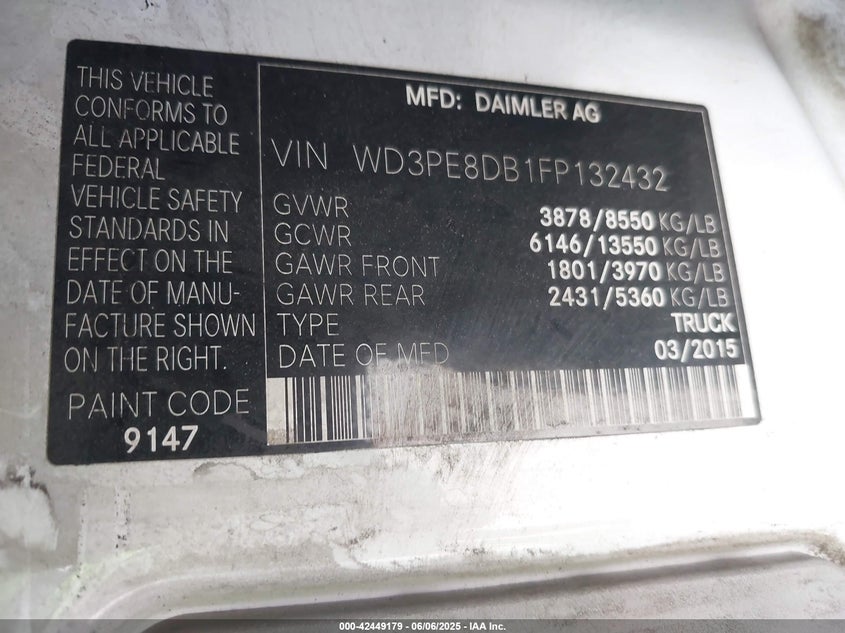 THIS VEHICLE
CONFORMS TO
ALL APPLICABLE
FEDERAL
VEHICLE SAFETY
STANDARDS IN
EFFECT ON THE
DATE OF MANU-
FACTURE SHOWN
ON THE RIGHT.
PAINT CODE
9147
MFD: DAIMLER AG
VIN WD3PE8DB1FP132432
GVWR 3878/8550 KG/LB
GCWR 6146/13550 KG/LB
GAWR FRONT 1801/3970 KG/LB
GAWR REAR 2431/5360 KG/LB
TYPE TRUCK
DATE OF MFD 03/2015
000-42449179 - 06/06/2025 - IAA Inc.